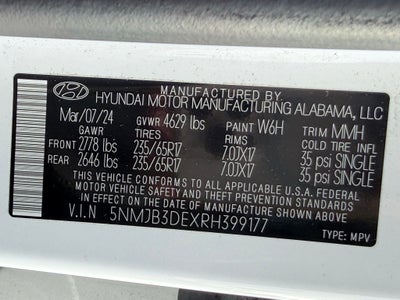 MANUFACTURED BY
HYUNDAI MOTOR MANUFACTURING ALABAMA, LLC
Mar/07/24 GVWR 4629 lbs PAINT W6H TRIM MMH
GAWR TIRES RIMS COLD TIRE INFL
FRONT 2778 lbs 235/65R17 7.0JX17 35 psi SINGLE
REAR 2646 lbs 235/65R17 7.0JX17 35 psi SINGLE
THIS VEHICLE CONFORMS TO ALL APPLICABLE U.S.A. FEDERAL
MOTOR VEHICLE SAFETY AND THEFT PREVENTION STANDARDS IN EFFECT
ON THE DATE OF MANUFACTURE SHOWN ABOVE.
V.I.N 5NMJB3DEXRH399177
TYPE: MPV